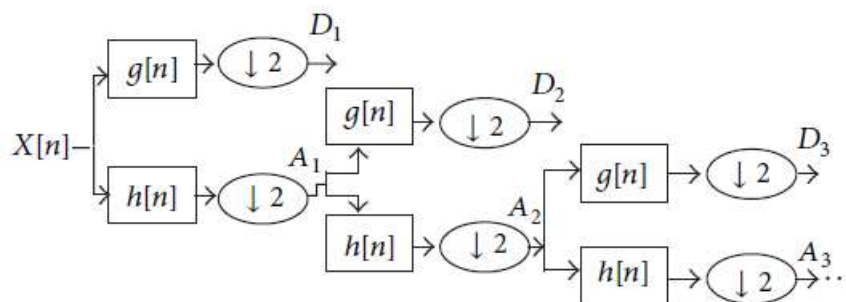 D₁
g[n] ↓ 2
D₂
g[n] ↓ 2
X[n]
A₁
D₃
h[n] ↓ 2
g[n] ↓ 2
A₂
h[n] ↓ 2
A₃
h[n] ↓ 2 ..